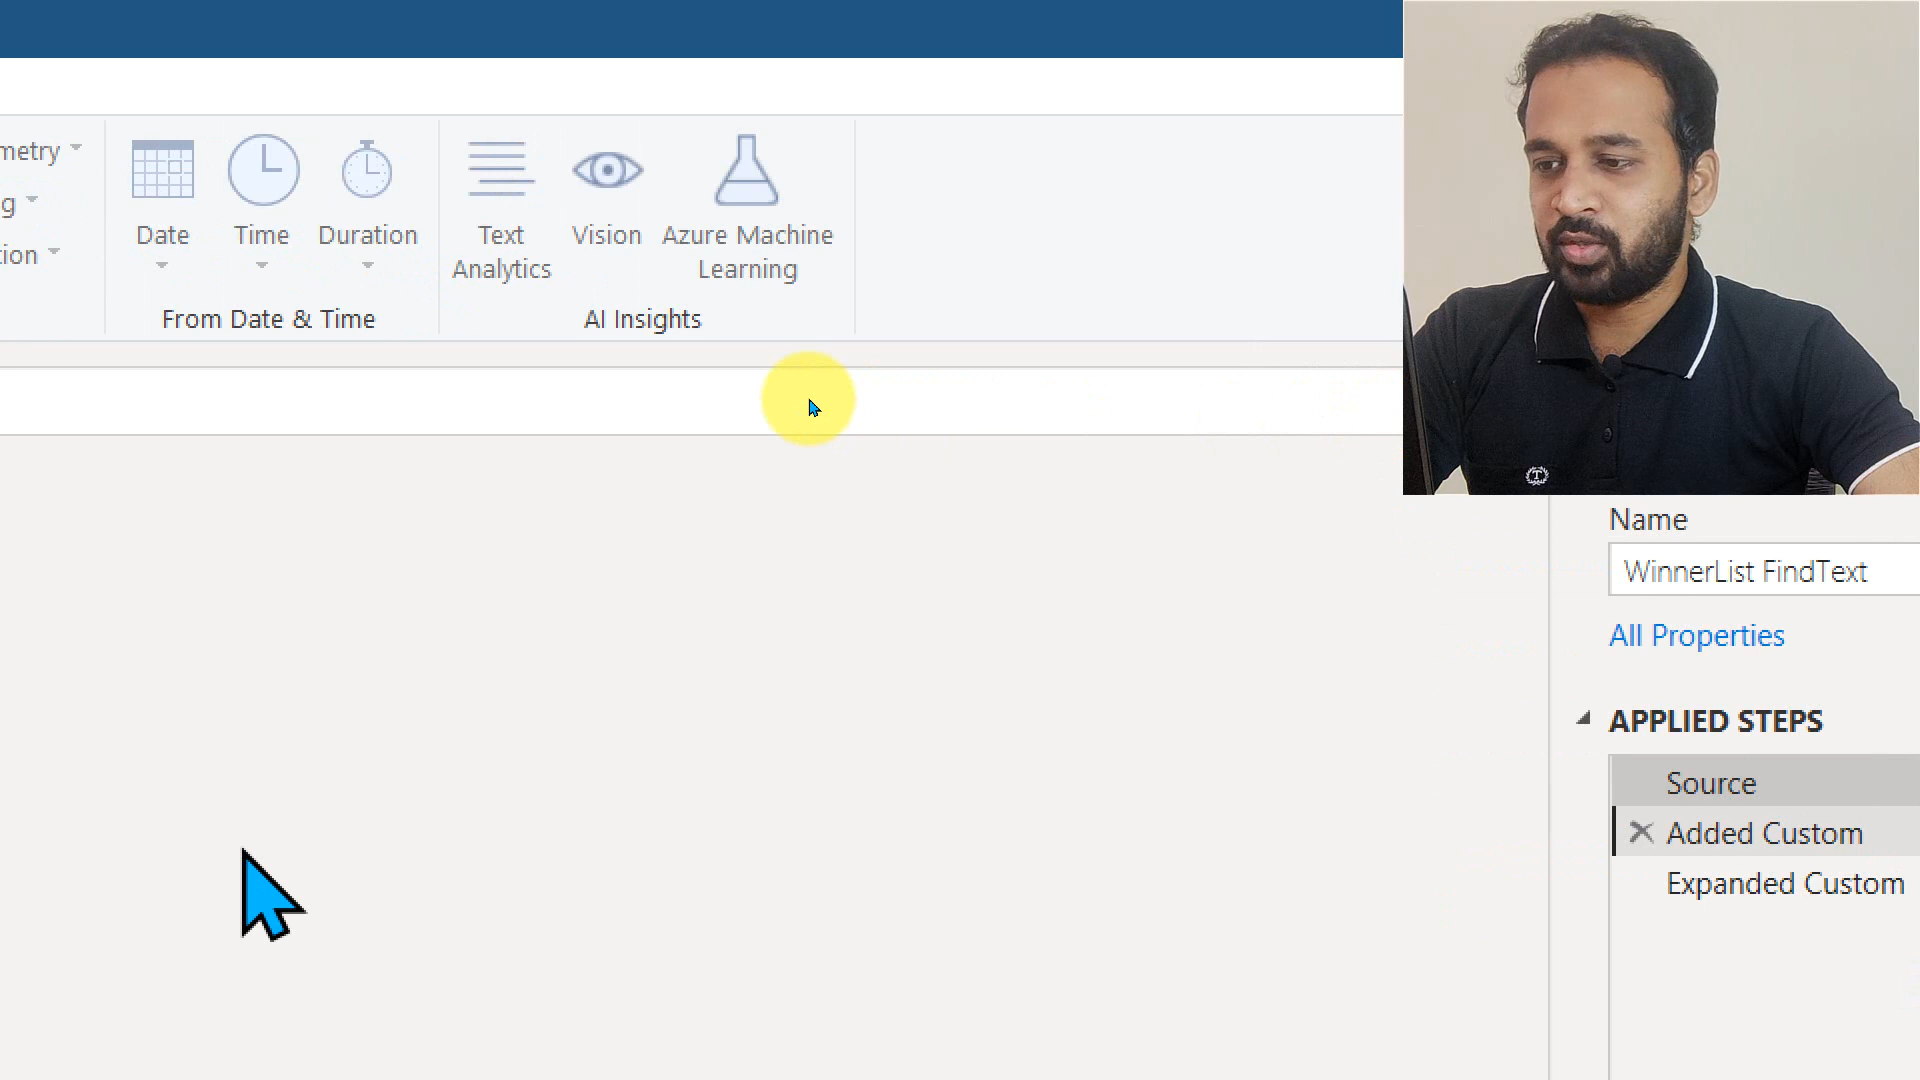 metry
g
tion
Date
Time
Duration
From Date & Time
Text
Analytics
Vision
Azure Machine
Learning
AI Insights
T
Name
WinnerList FindText
All Properties
APPLIED STEPS
Source
Added Custom
Expanded Custom